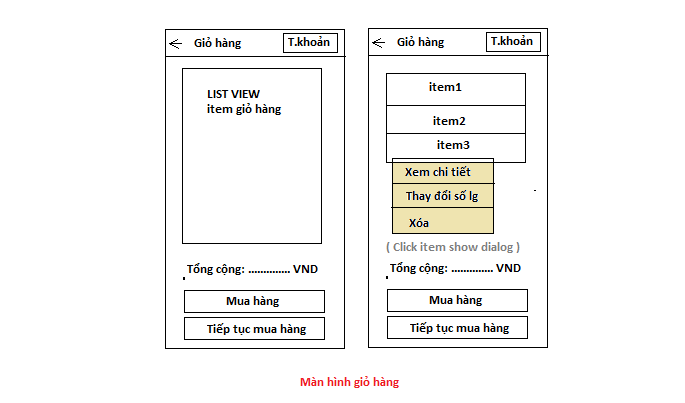 Giỏ hàng
T.khoản
LIST VIEW
item giỏ hàng
Tổng cộng: .............. VND
Mua hàng
Tiếp tục mua hàng
Giỏ hàng
T.khoản
item1
item2
item3
Xem chi tiết
Thay đổi số lg
Xóa
( Click item show dialog )
Tổng cộng: .............. VND
Mua hàng
Tiếp tục mua hàng
Màn hình giỏ hàng